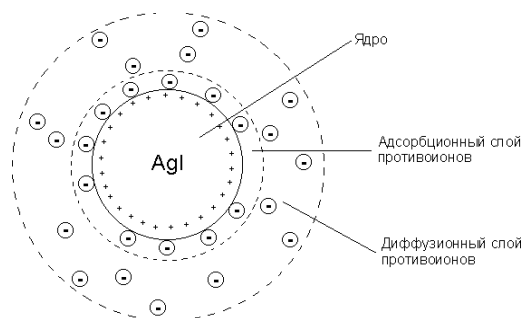 Ядро
AgI
Адсорбционный слой
противоионов
Диффузионный слой
противоионов